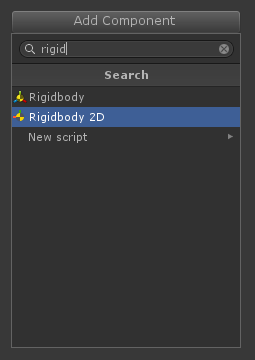 Add Component
rigid
Search
Rigidbody
Rigidbody 2D
New script